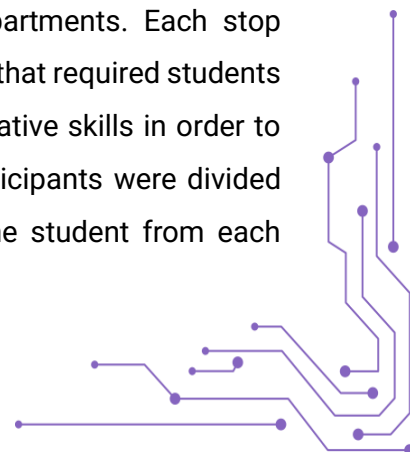 partments. Each stop
that required students
ative skills in order to
icipants were divided
e student from each